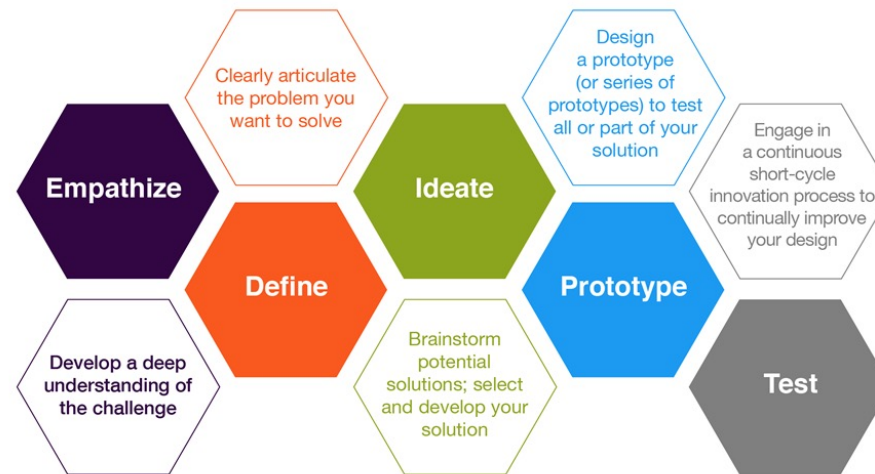 Empathize
Develop a deep
understanding of
the challenge
Clearly articulate
the problem you
want to solve
Define
Ideate
Brainstorm
potential
solutions; select
and develop your
solution
Design
a prototype
(or series of
prototypes) to test
all or part of your
solution
Prototype
Engage in
a continuous
short-cycle
innovation process to
continually improve
your design
Test